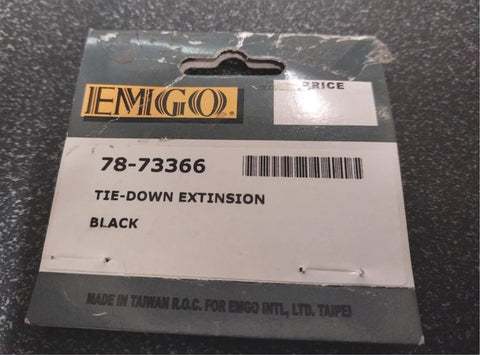 EMGO.
PRICE
78-73366
TIE-DOWN EXTINSION
BLACK
MADE IN TAIWAN R.O.C. FOR EMGO INTL, LTD. TAIPEI